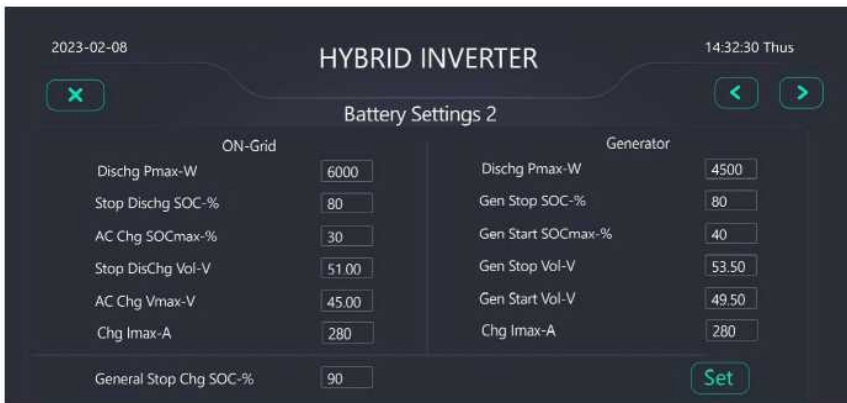 2023-02-08
HYBRID INVERTER
14:32:30 Thus
Battery Settings 2
ON-Grid
Dischg Pmax-W 6000
Stop Dischg SOC-% 80
AC Chg SOCmax-% 30
Stop DisChg Vol-V 51.00
AC Chg Vmax-V 45.00
Chg Imax-A 280
Generator
Dischg Pmax-W 4500
Gen Stop SOC-% 80
Gen Start SOCmax-% 40
Gen Stop Vol-V 53.50
Gen Start Vol-V 49.50
Chg Imax-A 280
General Stop Chg SOC-% 90
Set